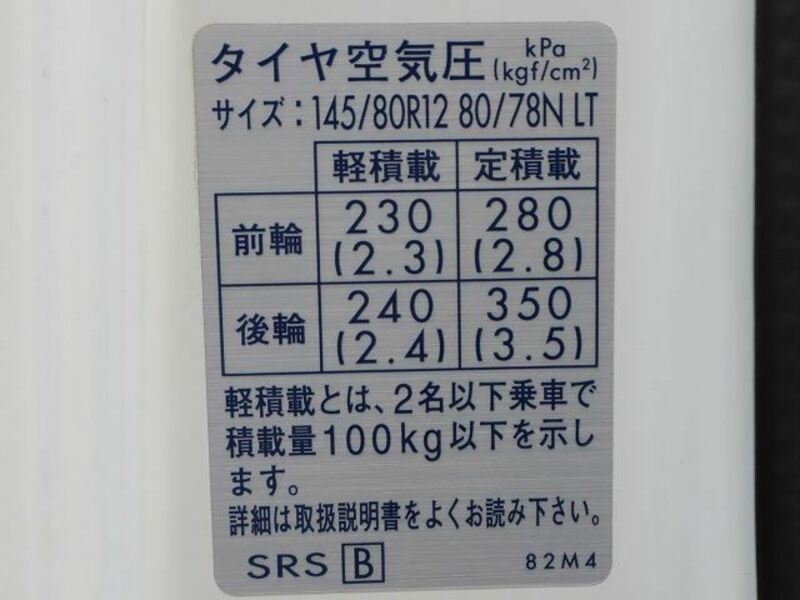 タイヤ空気圧 kPa (kgf/cm²)
サイズ：145/80R12 80/78N LT
軽積載 定積載
前輪 230 (2.3) 280 (2.8)
後輪 240 (2.4) 350 (3.5)
軽積載とは、2名以下乗車で
積載量100kg以下を示し
ます。
詳細は取扱説明書をよくお読み下さい。
SRS B 82M4